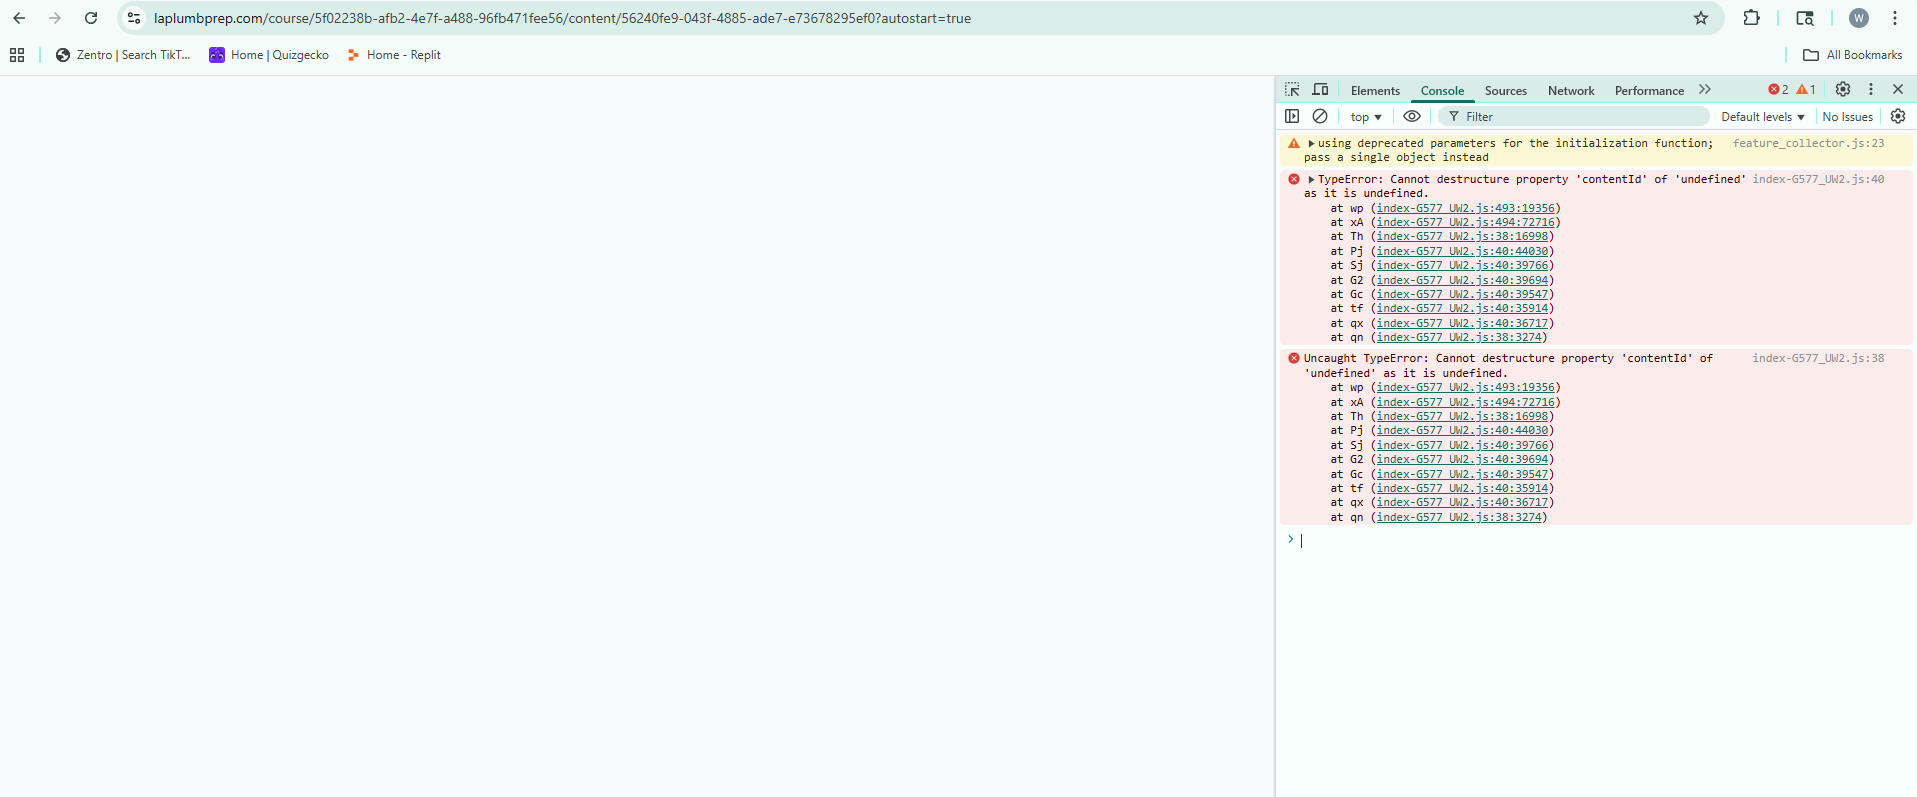 laplumbprep.com/course/5f02238b-afb2-4e7f-a488-96fb471fee56/content/56240fe9-043f-4885-ade7-e73678295ef0?autostart=true
W
Zentro | Search TikT...
Home | Quizgecko
Home - Replit
All Bookmarks
Elements Console Sources Network Performance 2 1
top Filter Default levels No Issues
using deprecated parameters for the initialization function; feature_collector.js:23
pass a single object instead
TypeError: Cannot destructure property 'contentId' of 'undefined' index-G577_UW2.js:40
as it is undefined.
at wp (index-G577_UW2.js:493:19356)
at xA (index-G577_UW2.js:494:72716)
at Th (index-G577_UW2.js:38:16998)
at Pj (index-G577_UW2.js:40:44030)
at Sj (index-G577_UW2.js:40:39766)
at G2 (index-G577_UW2.js:40:39694)
at Gc (index-G577_UW2.js:40:39547)
at tf (index-G577_UW2.js:40:35914)
at qx (index-G577_UW2.js:40:36717)
at qn (index-G577_UW2.js:38:3274)
Uncaught TypeError: Cannot destructure property 'contentId' of index-G577_UW2.js:38
'undefined' as it is undefined.
at wp (index-G577_UW2.js:493:19356)
at xA (index-G577_UW2.js:494:72716)
at Th (index-G577_UW2.js:38:16998)
at Pj (index-G577_UW2.js:40:44030)
at Sj (index-G577_UW2.js:40:39766)
at G2 (index-G577_UW2.js:40:39694)
at Gc (index-G577_UW2.js:40:39547)
at tf (index-G577_UW2.js:40:35914)
at qx (index-G577_UW2.js:40:36717)
at qn (index-G577_UW2.js:38:3274)